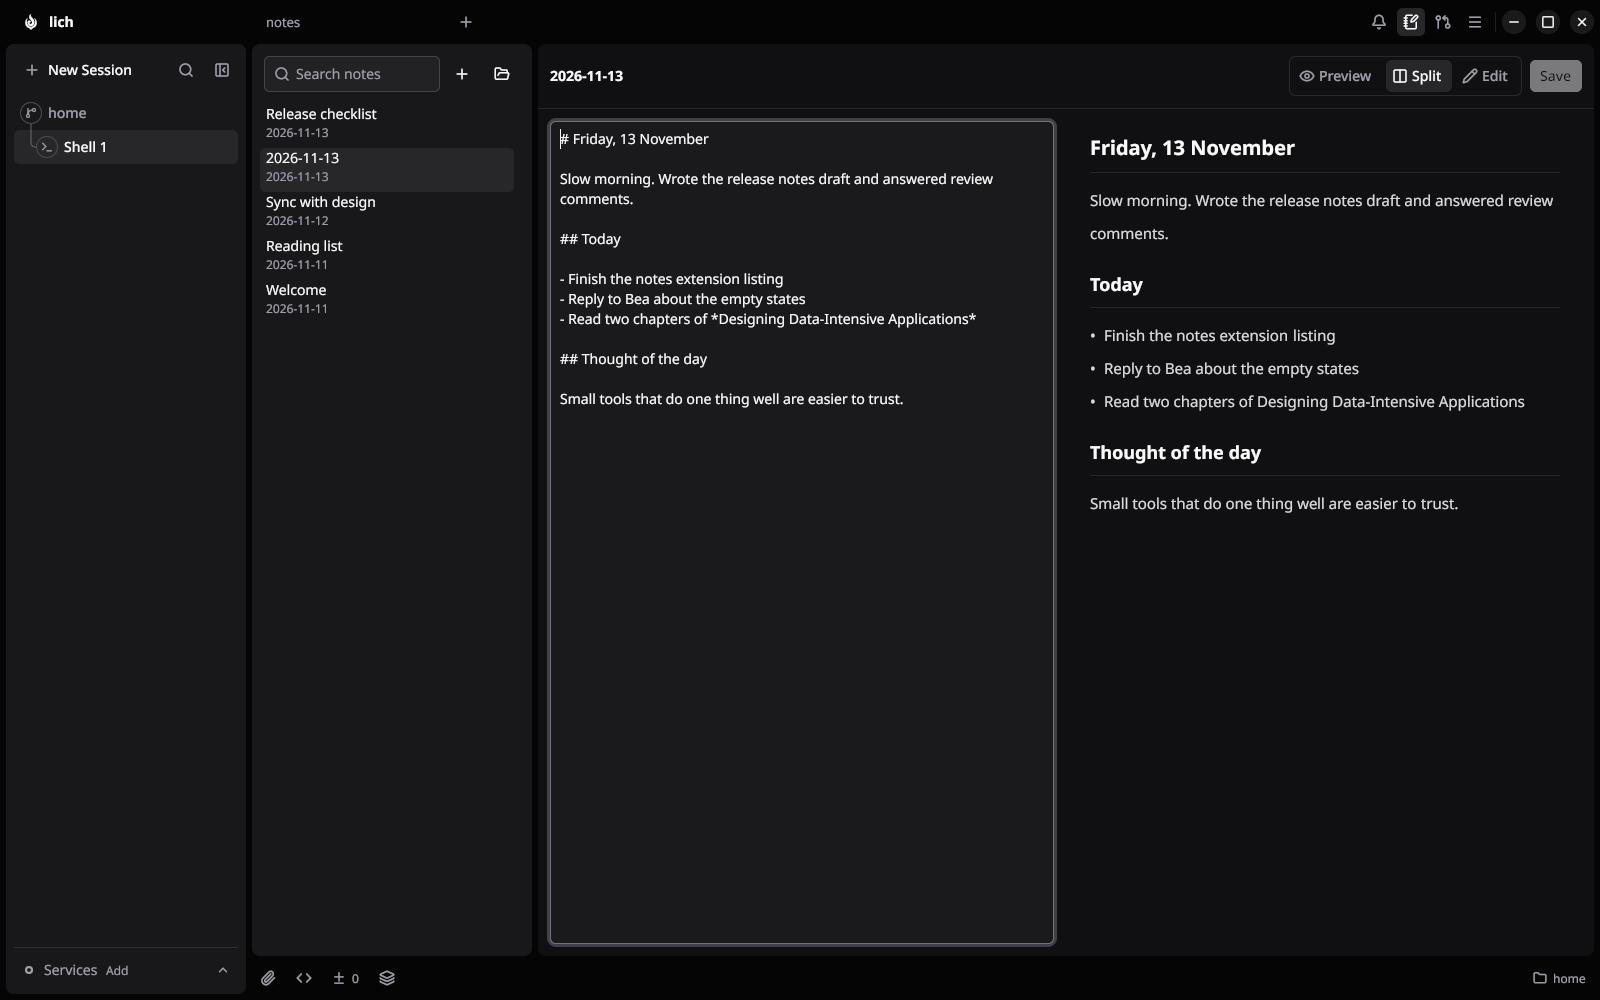 lich
notes
New Session
home
Shell 1
Services Add
Search notes
Release checklist
2026-11-13
2026-11-13
2026-11-13
Sync with design
2026-11-12
Reading list
2026-11-11
Welcome
2026-11-11
2026-11-13
Preview
Split
Edit
Save
# Friday, 13 November
Slow morning. Wrote the release notes draft and answered review
comments.
## Today
- Finish the notes extension listing
- Reply to Bea about the empty states
- Read two chapters of *Designing Data-Intensive Applications*
## Thought of the day
Small tools that do one thing well are easier to trust.
Friday, 13 November
Slow morning. Wrote the release notes draft and answered review
comments.
Today
• Finish the notes extension listing
• Reply to Bea about the empty states
• Read two chapters of Designing Data-Intensive Applications
Thought of the day
Small tools that do one thing well are easier to trust.
± 0
home